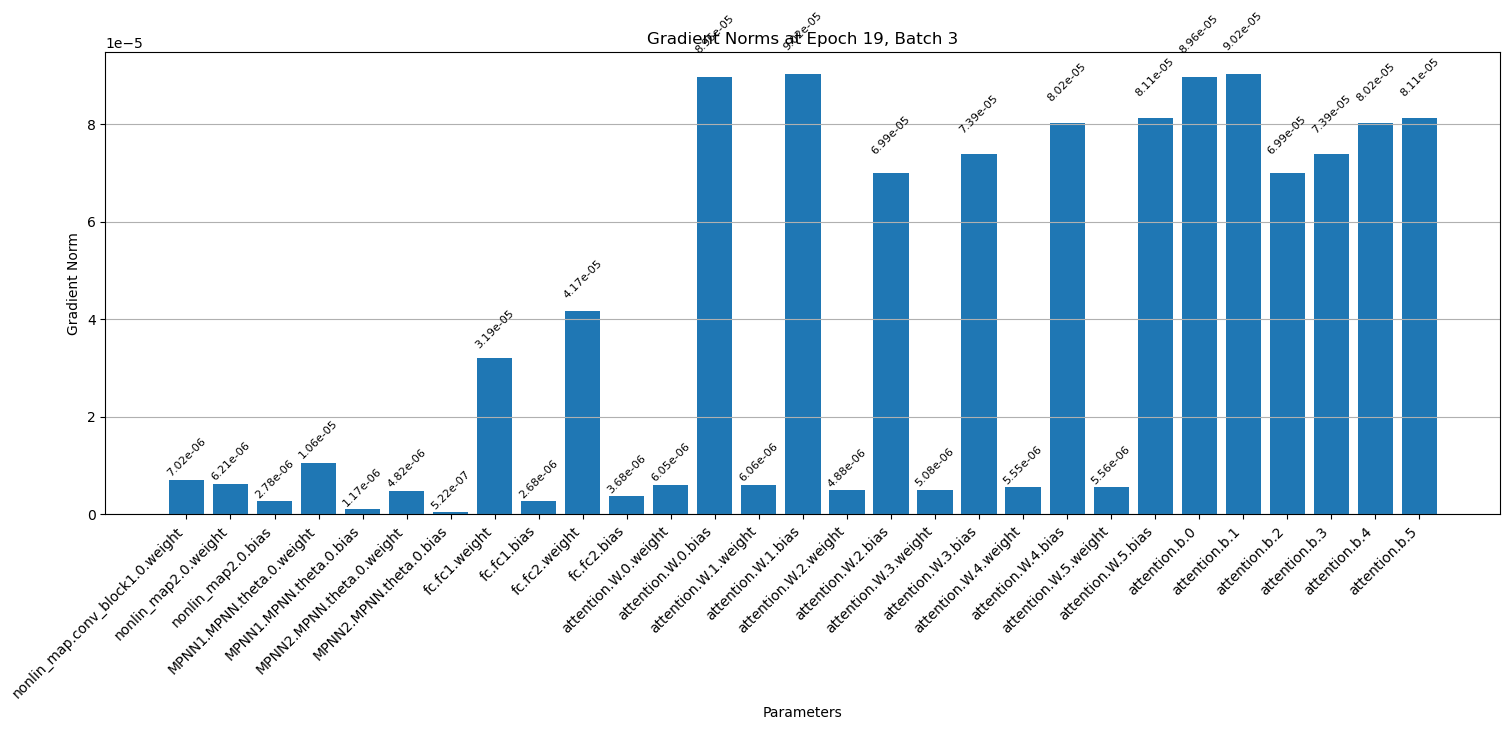 Gradient Norms at Epoch 19, Batch 3
1e−5
Gradient Norm
8
6
4
2
0
7.02e-06
6.21e-06
2.78e-06
1.06e-05
1.17e-06
4.82e-06
5.22e-07
3.19e-05
2.68e-06
4.17e-05
3.68e-06
6.05e-06
8.96e-05
6.06e-06
9.02e-05
4.88e-06
6.99e-05
5.08e-06
7.39e-05
5.55e-06
8.02e-05
5.56e-06
8.11e-05
8.96e-05
9.02e-05
6.99e-05
7.39e-05
8.02e-05
8.11e-05
nonlin_map.conv_block1.0.weight
nonlin_map2.0.weight
nonlin_map2.0.bias
MPNN1.MPNN.theta.0.weight
MPNN1.MPNN.theta.0.bias
MPNN2.MPNN.theta.0.weight
MPNN2.MPNN.theta.0.bias
fc.fc1.weight
fc.fc1.bias
fc.fc2.weight
fc.fc2.bias
attention.W.0.weight
attention.W.0.bias
attention.W.1.weight
attention.W.1.bias
attention.W.2.weight
attention.W.2.bias
attention.W.3.weight
attention.W.3.bias
attention.W.4.weight
attention.W.4.bias
attention.W.5.weight
attention.W.5.bias
attention.b.0
attention.b.1
attention.b.2
attention.b.3
attention.b.4
attention.b.5
Parameters